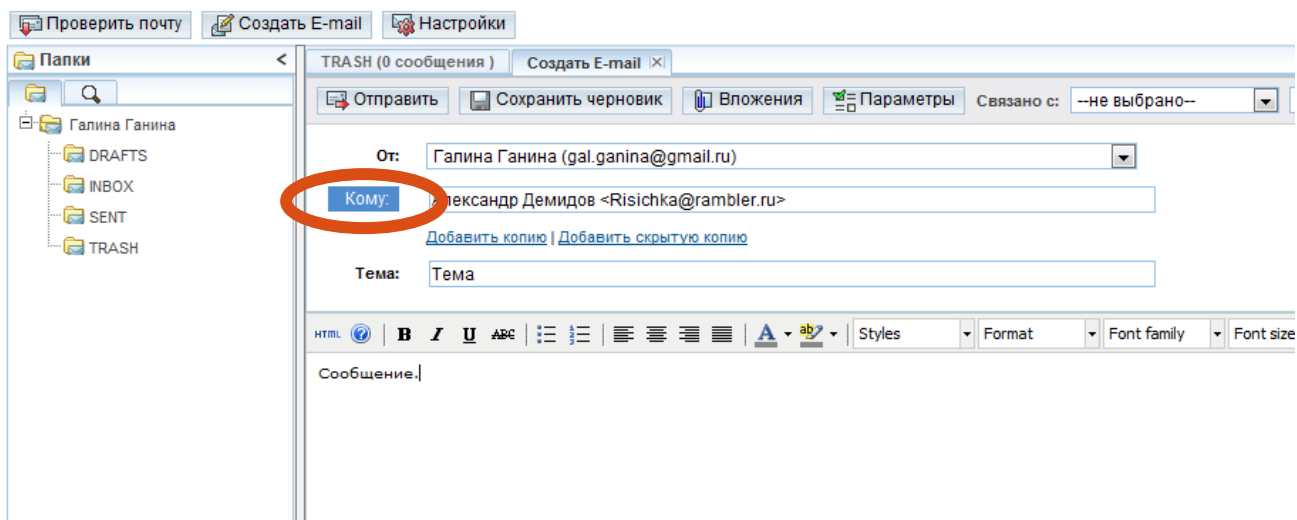 Проверить почту Создать E-mail Настройки
Папки <
TRASH (0 сообщения ) Создать E-mail
Отправить Сохранить черновик Вложения Параметры Связано с: --не выбрано--
Галина Ганина
DRAFTS
INBOX
SENT
TRASH
От: Галина Ганина (gal.ganina@gmail.ru)
Кому: Александр Демидов <Risichka@rambler.ru>
Добавить копию | Добавить скрытую копию
Тема: Тема
HTML B I U ABC A ab Styles Format Font family Font size
Сообщение.